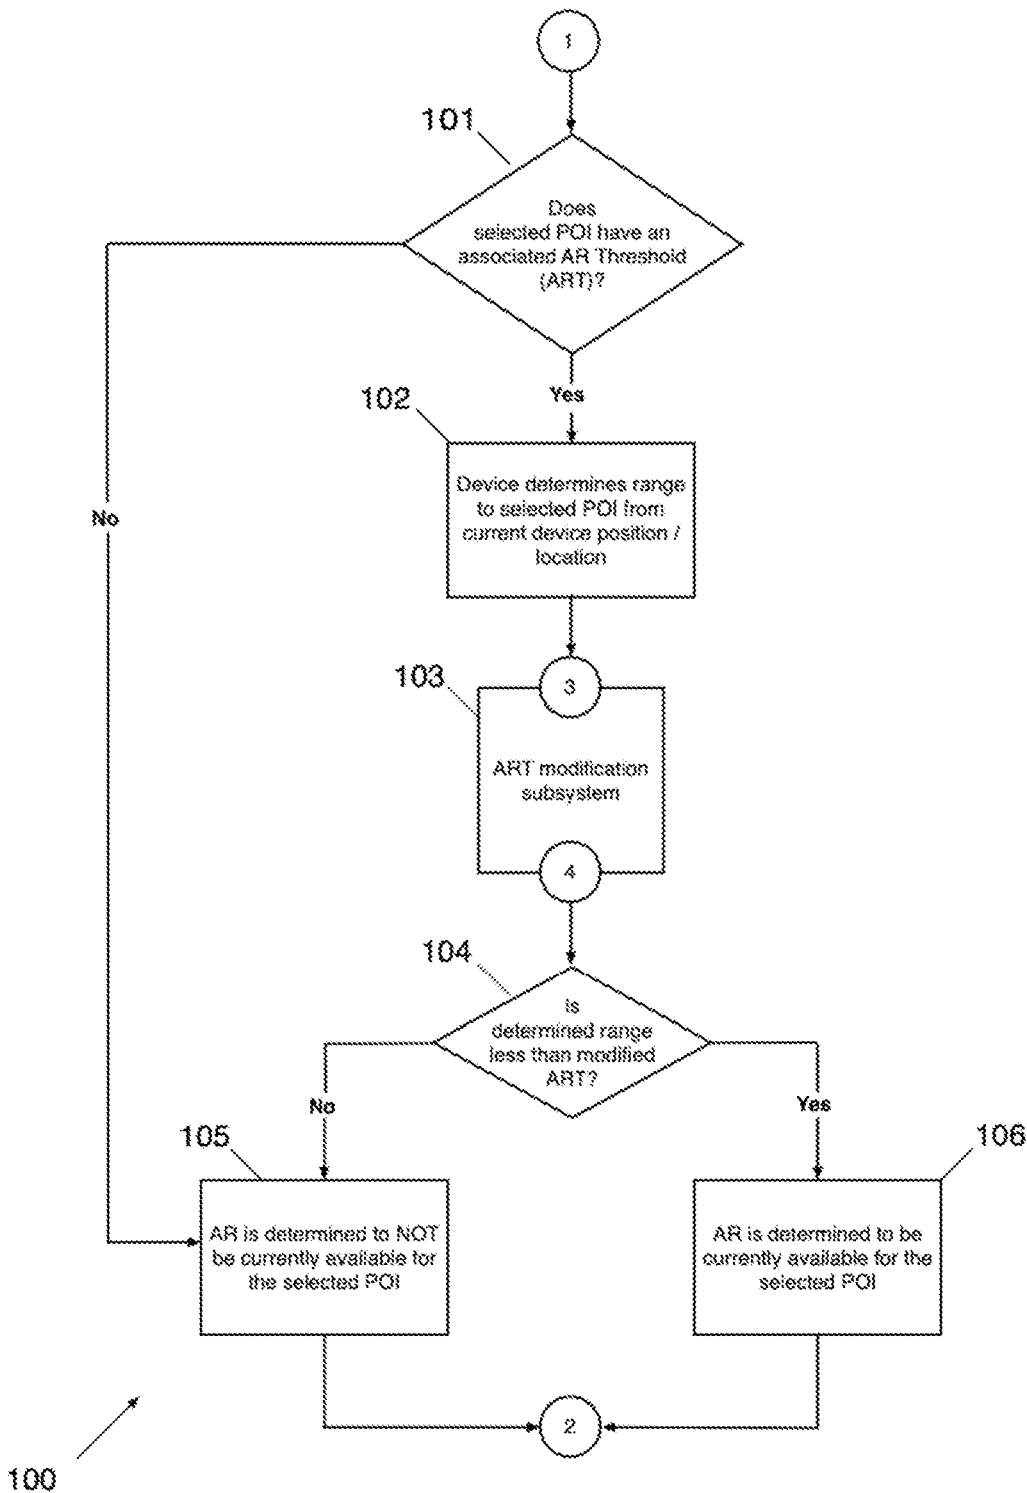 1
101
Does
selected POI have an
associated AR Threshold
(ART)?
Yes
102
Device determines range
to selected POI from
current device position /
location
No
3
103
ART modification
subsystem
4
104
Is
determined range
less than modified
ART?
No
Yes
105
106
AR is determined to NOT
be currently available for
the selected POI
AR is determined to be
currently available for the
selected POI
2
100